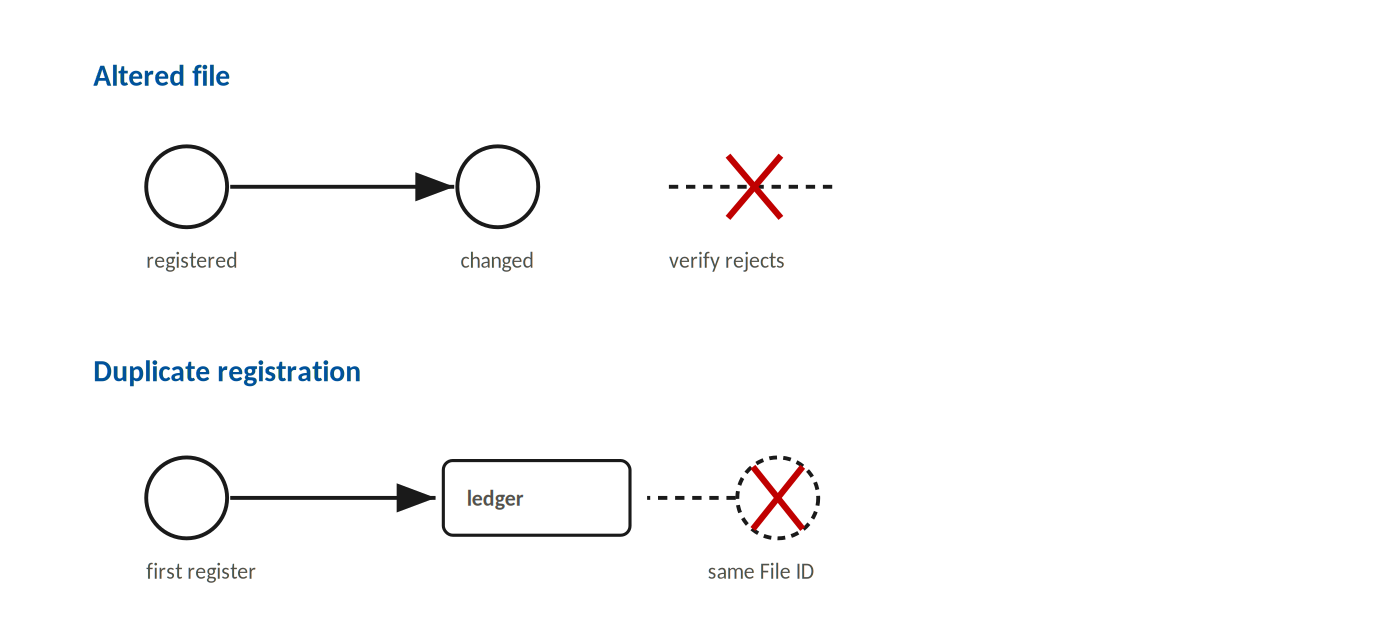 Altered file
registered
changed
verify rejects
Duplicate registration
ledger
first register
same File ID